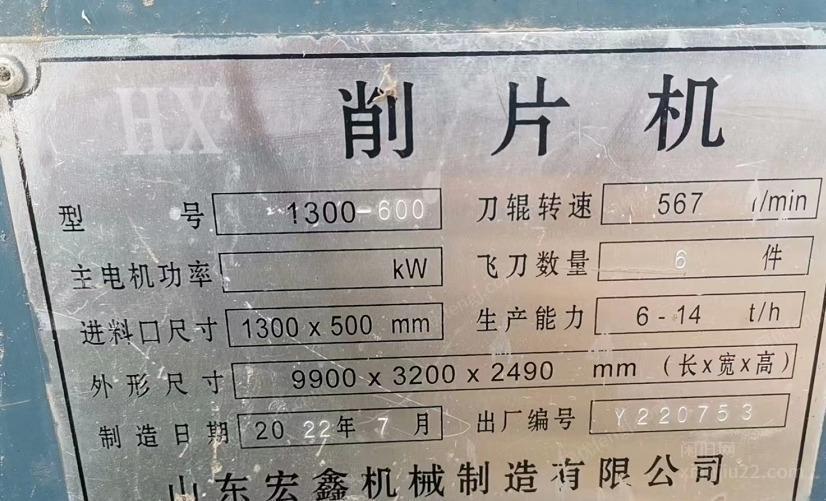 HX 削片机
型号 1300-600 刀辊转速 567 r/min
主电机功率 kW 飞刀数量 6 件
进料口尺寸 1300 x 500 mm 生产能力 6-14 t/h
外形尺寸 9900 x 3200 x 2490 mm (长x宽x高)
制造日期 2022年7月 出厂编号 Y220753
山东宏鑫机械制造有限公司